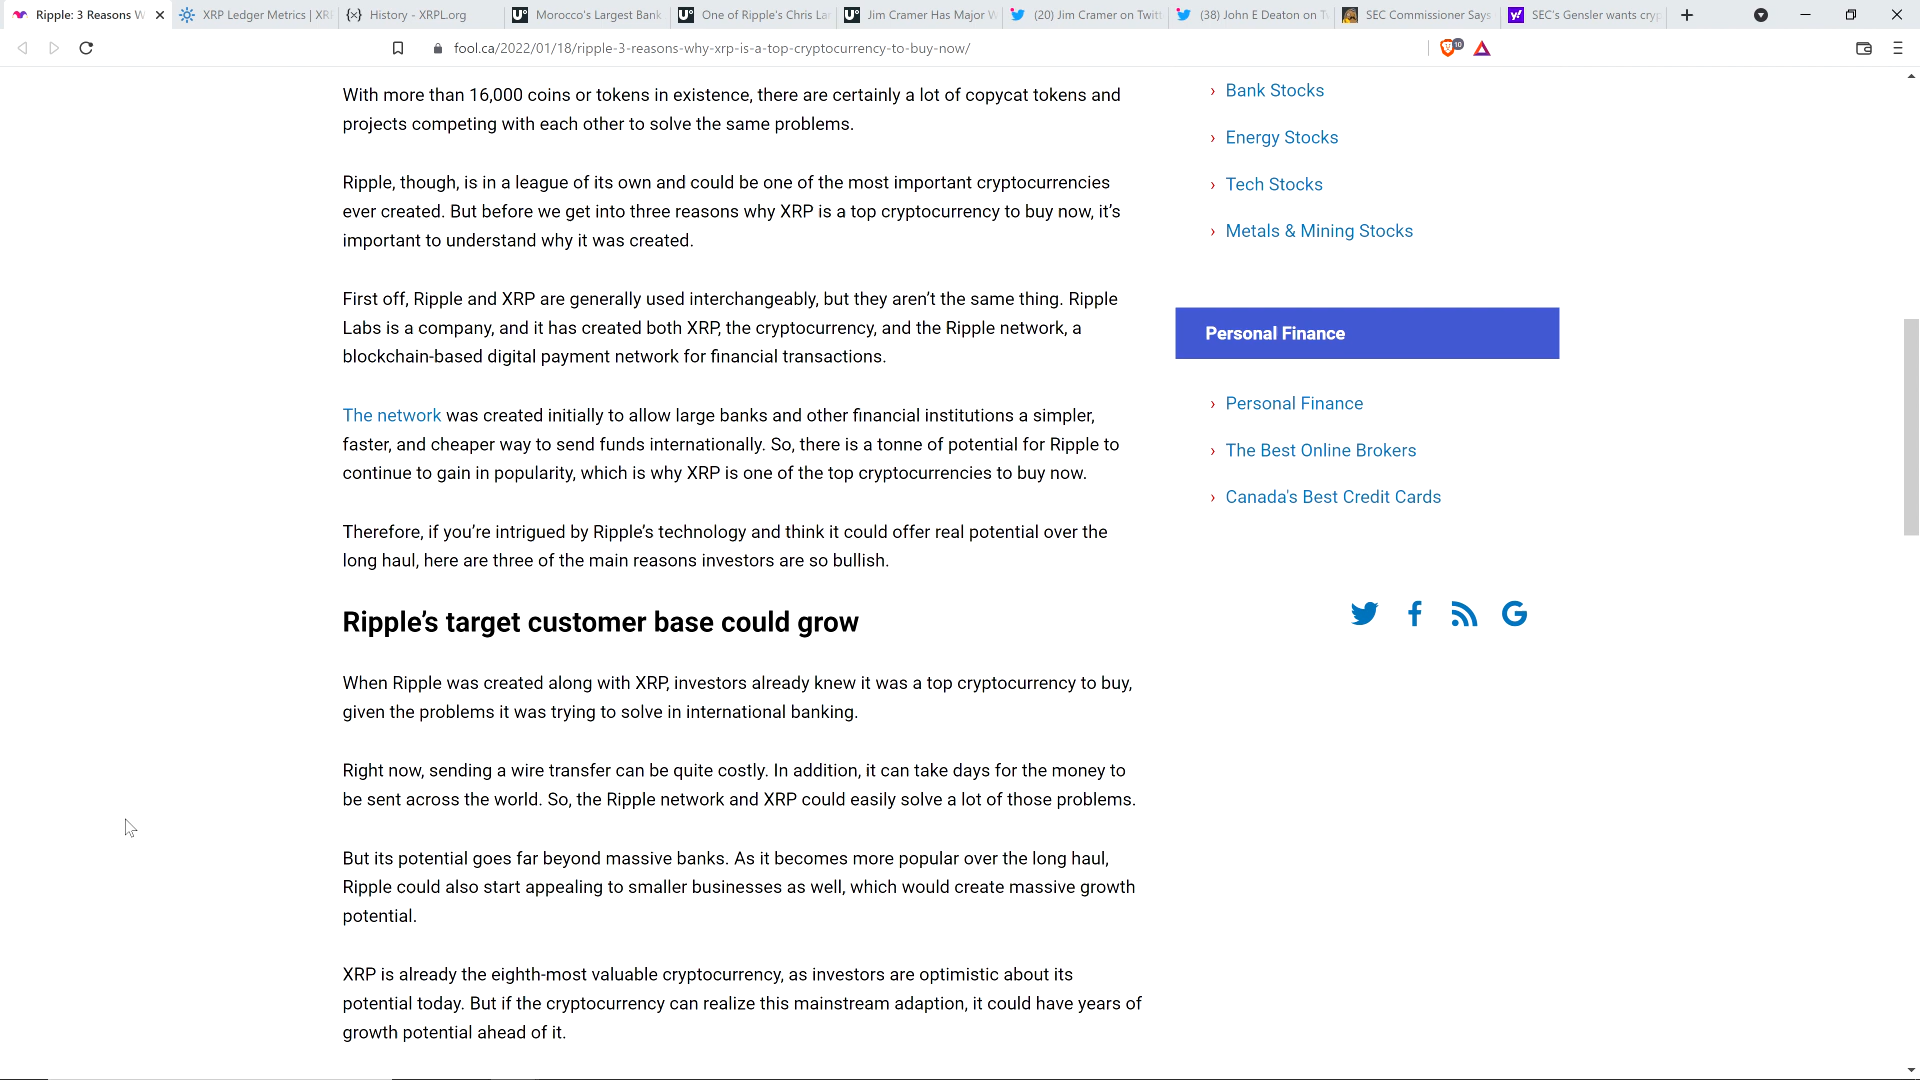 Ripple: 3 Reasons W
XRP Ledger Metrics | XR
History - XRPL.org
Morocco's Largest Bank
One of Ripple's Chris La
Jim Cramer Has Major W
(20) Jim Cramer on Twitt
(38) John E Deaton on T
SEC Commissioner Says
SEC's Gensler wants cryp
fool.ca/2022/01/18/ripple-3-reasons-why-xrp-is-a-top-cryptocurrency-to-buy-now/
10
With more than 16,000 coins or tokens in existence, there are certainly a lot of copycat tokens and
projects competing with each other to solve the same problems.
Ripple, though, is in a league of its own and could be one of the most important cryptocurrencies
ever created. But before we get into three reasons why XRP is a top cryptocurrency to buy now, it’s
important to understand why it was created.
First off, Ripple and XRP are generally used interchangeably, but they aren’t the same thing. Ripple
Labs is a company, and it has created both XRP, the cryptocurrency, and the Ripple network, a
blockchain-based digital payment network for financial transactions.
The network was created initially to allow large banks and other financial institutions a simpler,
faster, and cheaper way to send funds internationally. So, there is a tonne of potential for Ripple to
continue to gain in popularity, which is why XRP is one of the top cryptocurrencies to buy now.
Therefore, if you’re intrigued by Ripple’s technology and think it could offer real potential over the
long haul, here are three of the main reasons investors are so bullish.
Ripple’s target customer base could grow
When Ripple was created along with XRP, investors already knew it was a top cryptocurrency to buy,
given the problems it was trying to solve in international banking.
Right now, sending a wire transfer can be quite costly. In addition, it can take days for the money to
be sent across the world. So, the Ripple network and XRP could easily solve a lot of those problems.
But its potential goes far beyond massive banks. As it becomes more popular over the long haul,
Ripple could also start appealing to smaller businesses as well, which would create massive growth
potential.
XRP is already the eighth-most valuable cryptocurrency, as investors are optimistic about its
potential today. But if the cryptocurrency can realize this mainstream adaption, it could have years of
growth potential ahead of it.
Bank Stocks
Energy Stocks
Tech Stocks
Metals & Mining Stocks
Personal Finance
Personal Finance
The Best Online Brokers
Canada's Best Credit Cards